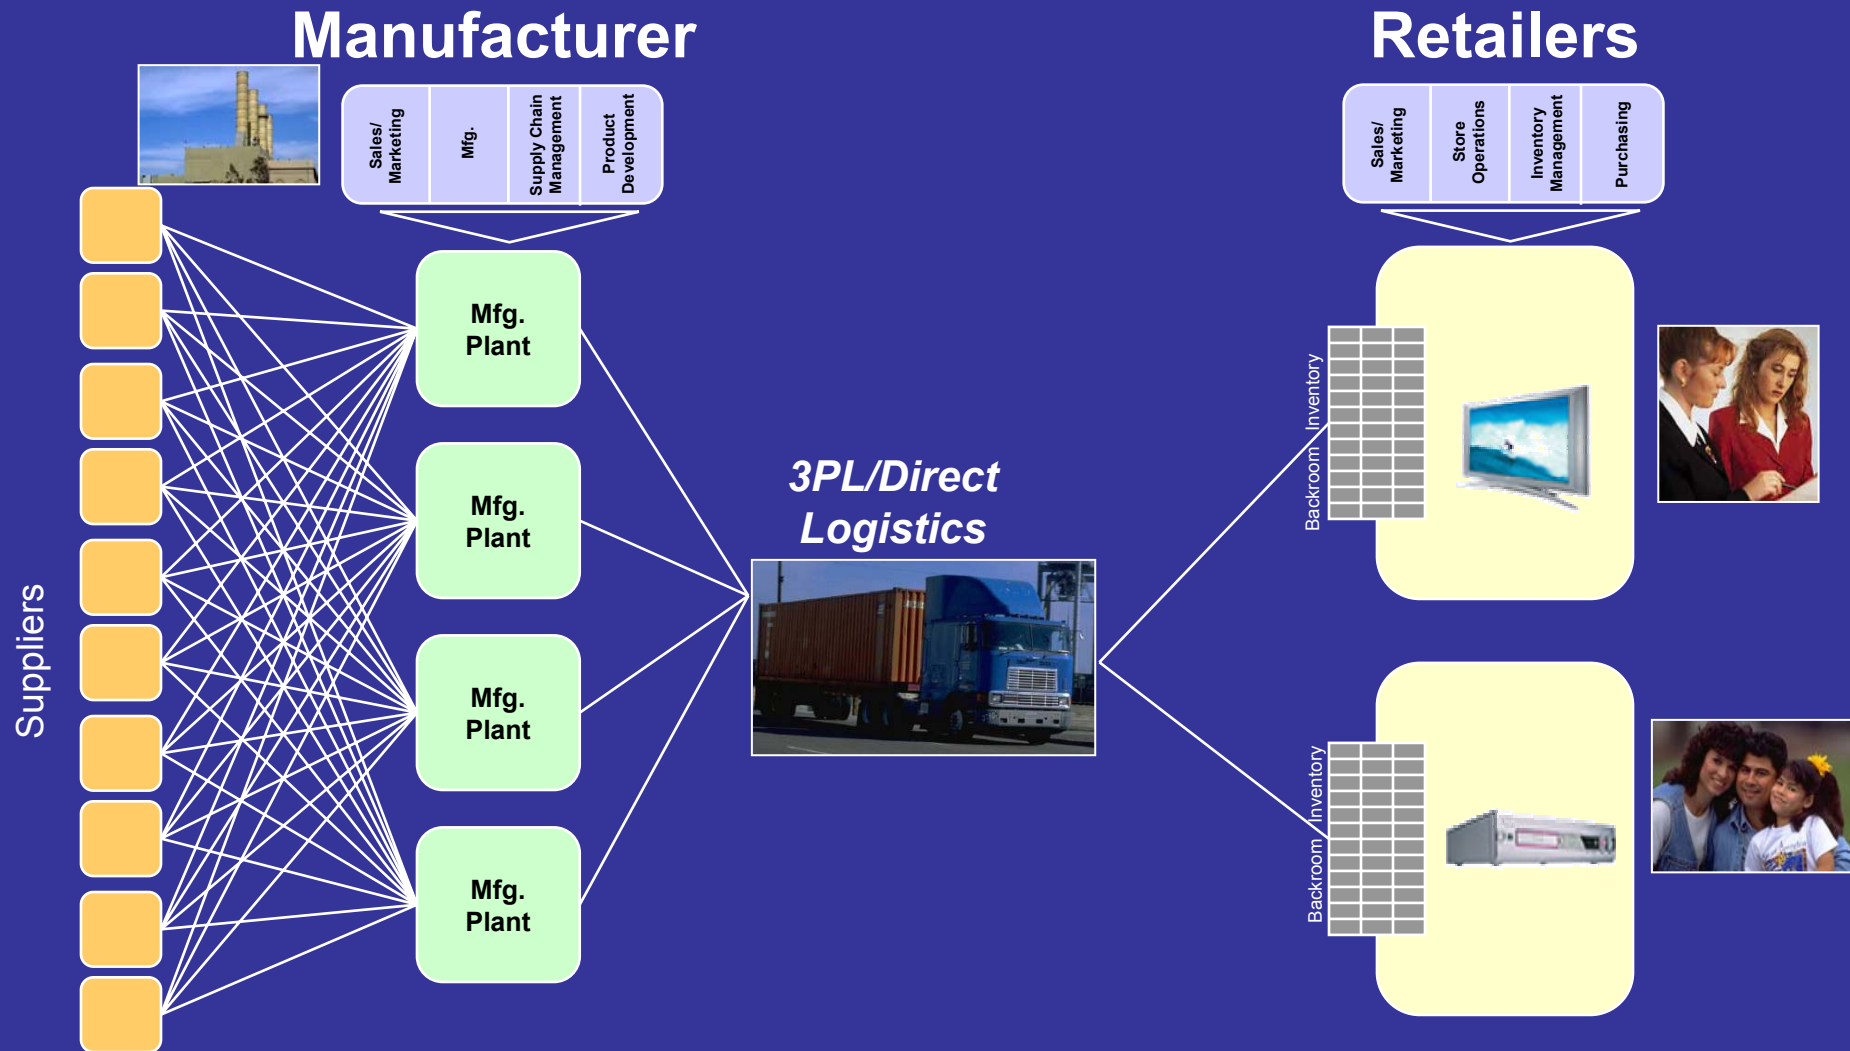 Manufacturer
Retailers
Sales/
Marketing
Mfg.
Supply Chain
Management
Product
Development
Sales/
Marketing
Store
Operations
Inventory
Management
Purchasing
Suppliers
Mfg.
Plant
Mfg.
Plant
Mfg.
Plant
Mfg.
Plant
3PL/Direct
Logistics
Backroom Inventory
Backroom Inventory